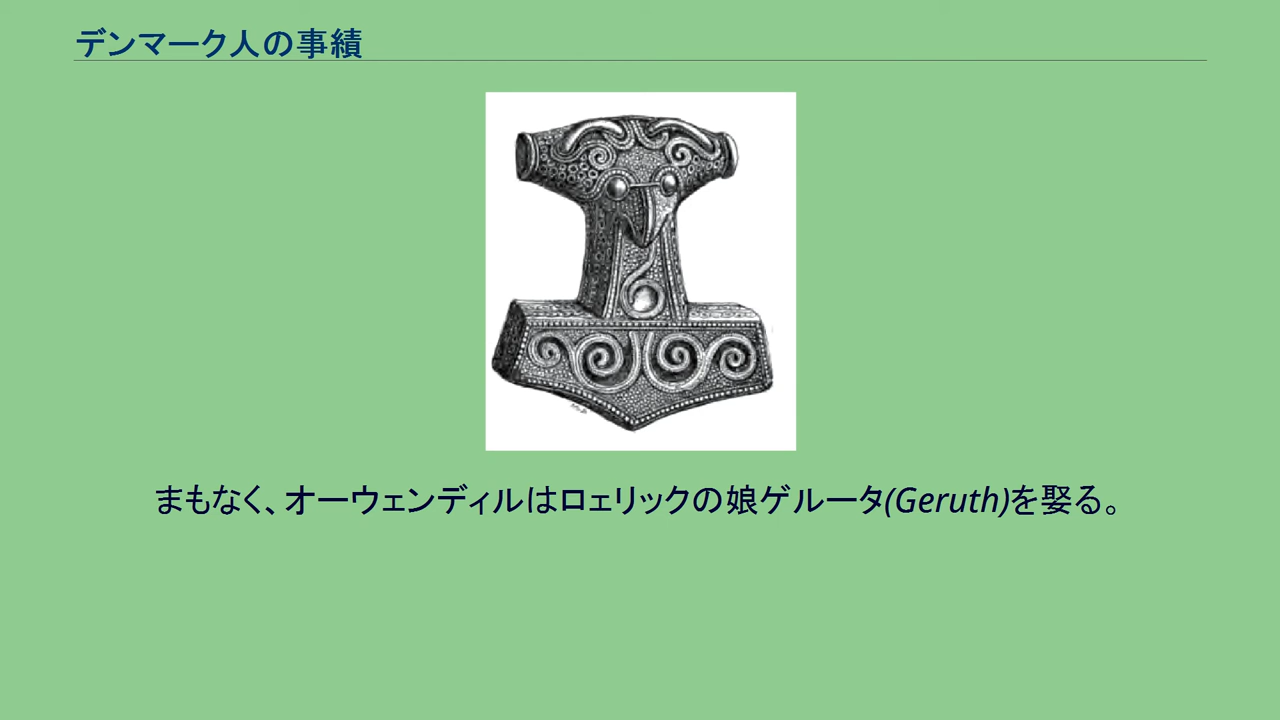 デンマーク人の事績
まもなく、オーウェンディルはロェリックの娘ゲルータ(Geruth)を娶る。